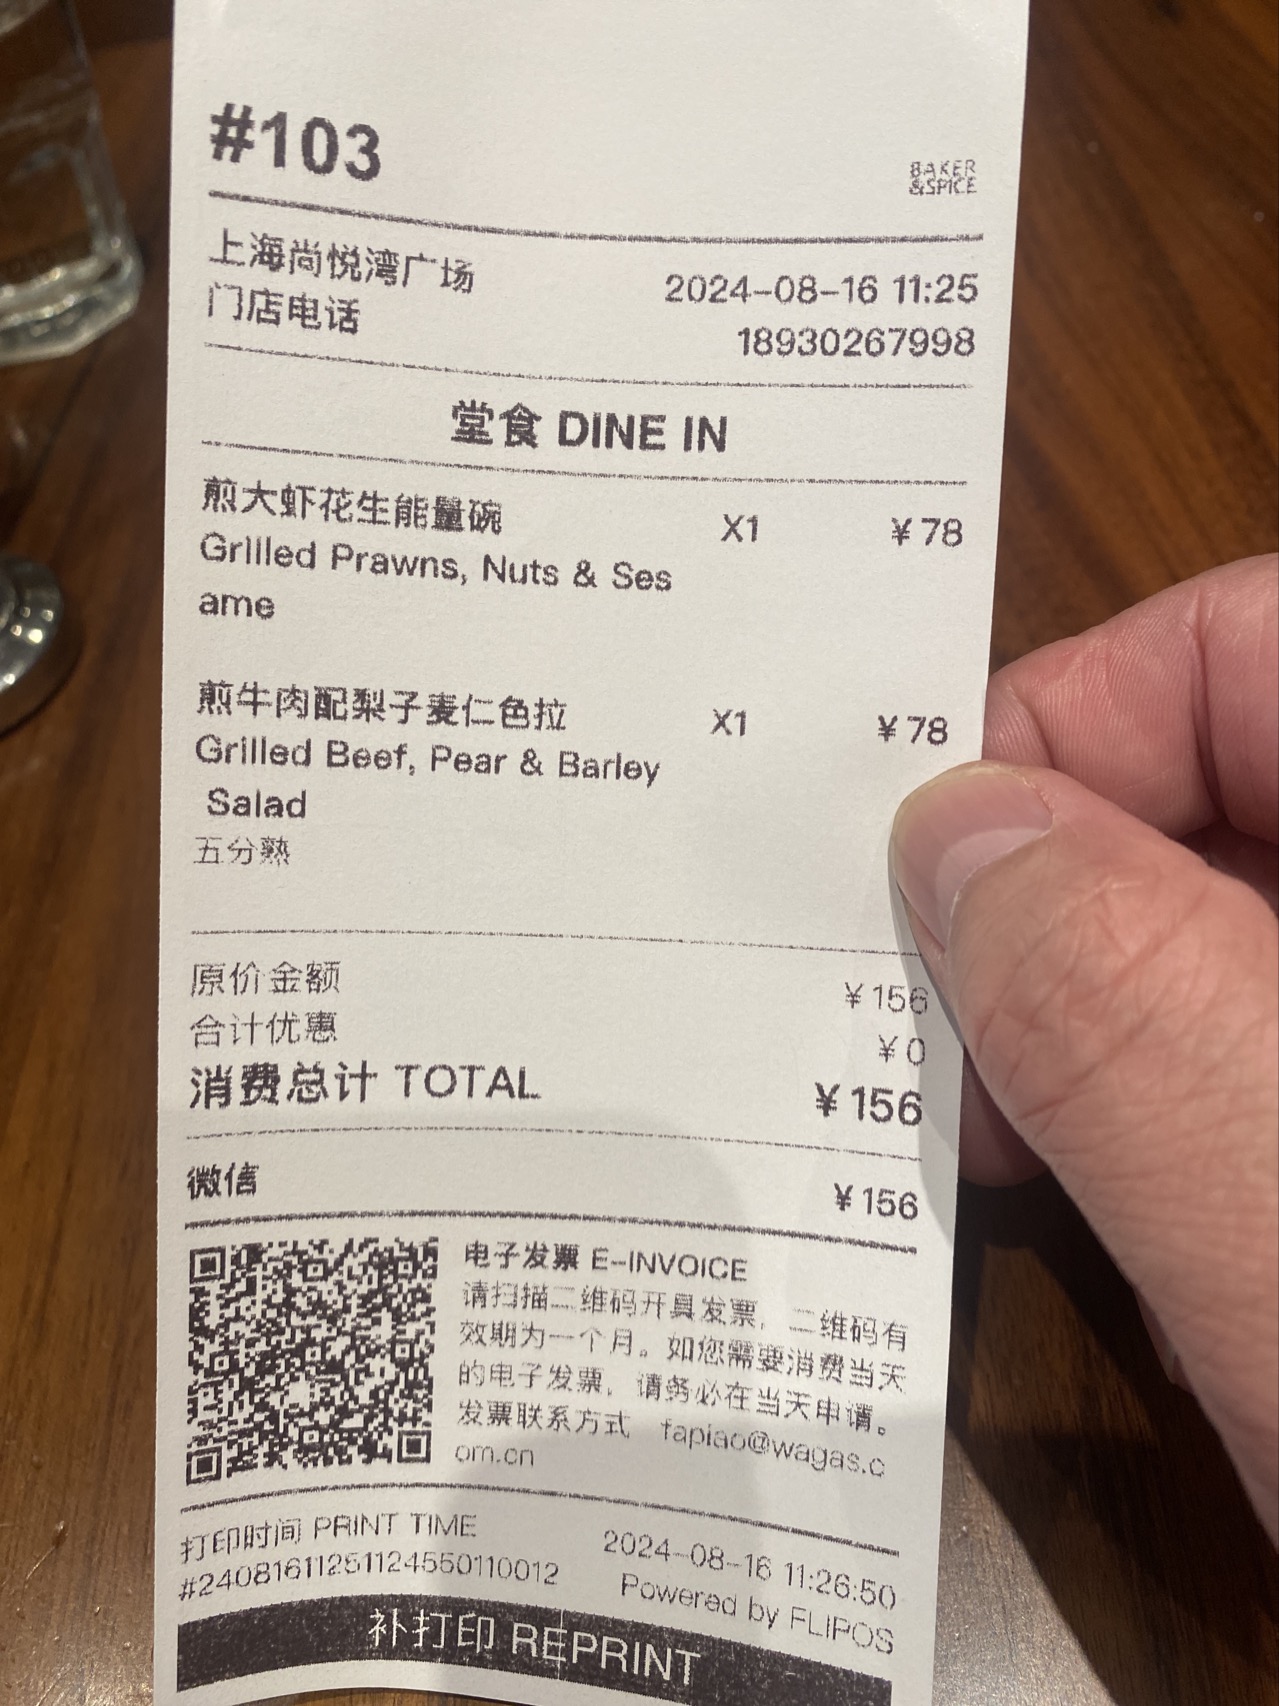 #103
BAKER
&SPICE
上海尚悦湾广场 2024-08-16 11:25
门店电话 18930267998
堂食 DINE IN
煎大虾花生能量碗 X1 ¥78
Grilled Prawns, Nuts & Ses
ame
煎牛肉配梨子麦仁色拉 X1 ¥78
Grilled Beef, Pear & Barley
Salad
五分熟
原价金额 ¥156
合计优惠 ¥0
消费总计 TOTAL ¥156
微信 ¥156
电子发票 E-INVOICE
请扫描二维码开具发票，二维码有
效期为一个月。如您需要消费当天
的电子发票，请务必在当天申请。
发票联系方式 fapiao@wagas.c
om.cn
打印时间 PRINT TIME 2024-08-16 11:26:50
Powered by FLIPOS
补打印 REPRINT